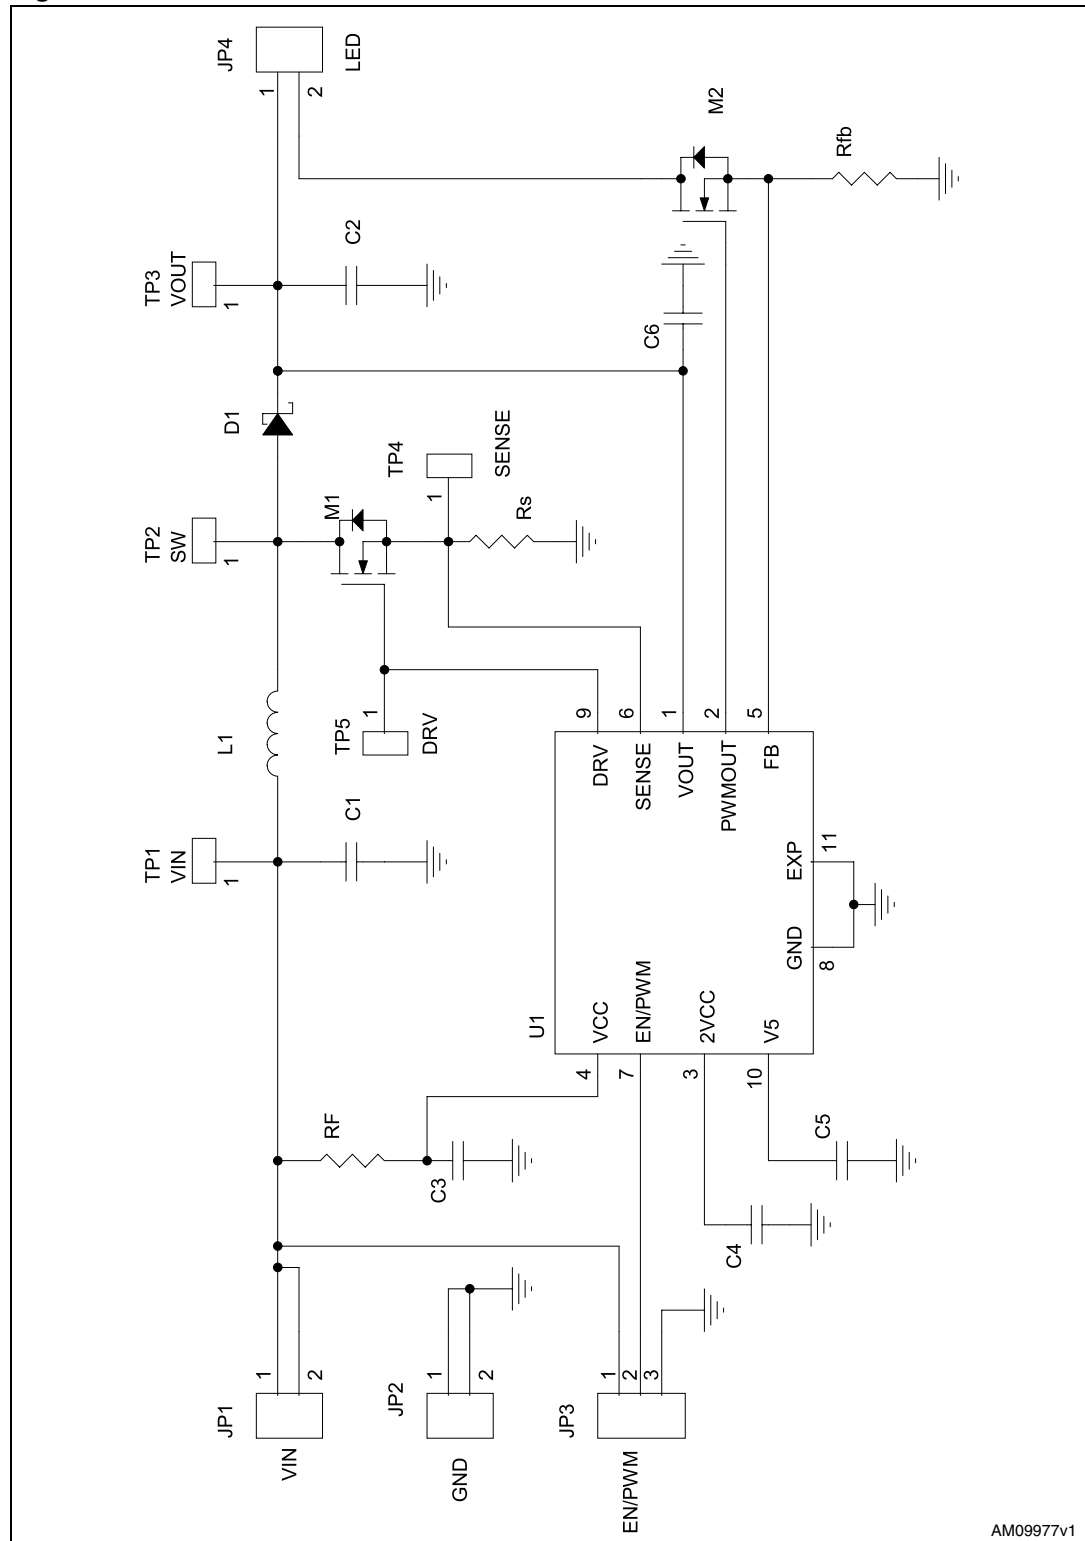 JP4
LED
1
2
M2
Rfb
TP3
VOUT
1
C2
C6
D1
TP4
SENSE
1
TP2
SW
1
M1
Rs
L1
TP5
DRV
1
9
6
1
2
5
DRV
SENSE
VOUT
PWMOUT
FB
TP1
VIN
1
C1
EXP
11
GND
8
U1
VCC
EN/PWM
2VCC
V5
4
7
3
10
RF
C3
C4
C5
JP1
VIN
1
2
JP2
GND
1
2
JP3
EN/PWM
1
2
3
AM09977v1